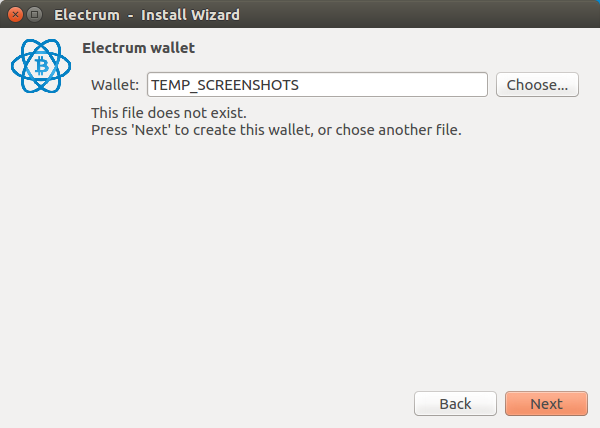 Electrum - Install Wizard
Electrum wallet
Wallet: TEMP_SCREENSHOTS Choose...
This file does not exist.
Press 'Next' to create this wallet, or chose another file.
Back Next